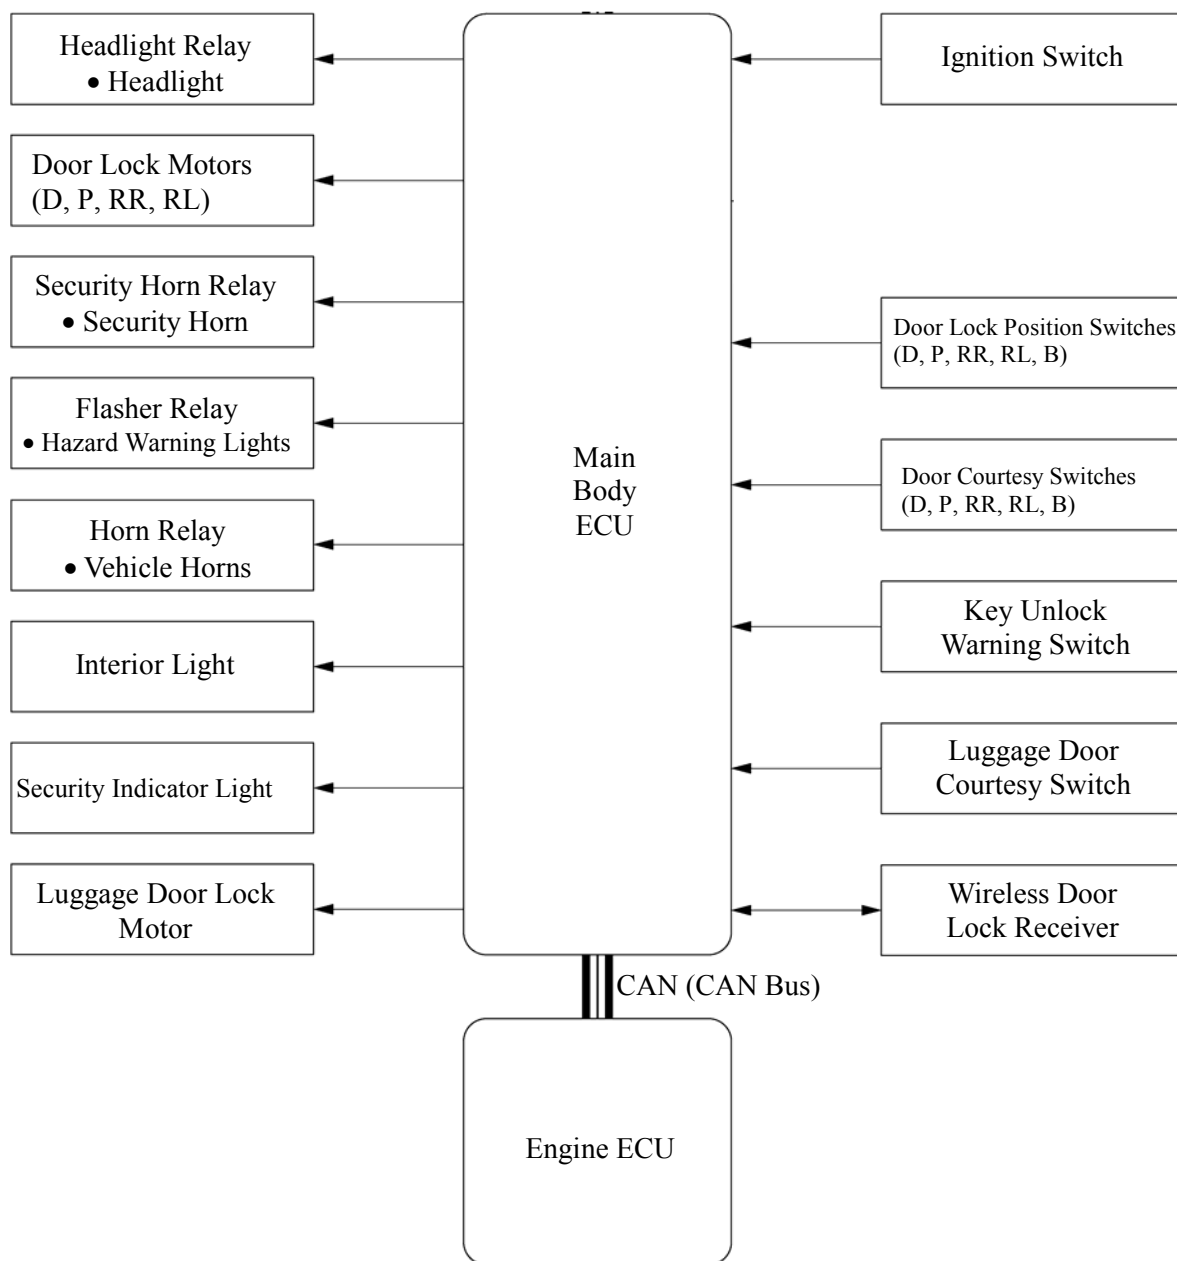 Headlight Relay
• Headlight
Door Lock Motors
(D, P, RR, RL)
Security Horn Relay
• Security Horn
Flasher Relay
• Hazard Warning Lights
Horn Relay
• Vehicle Horns
Interior Light
Security Indicator Light
Luggage Door Lock
Motor
Main
Body
ECU
Ignition Switch
Door Lock Position Switches
(D, P, RR, RL, B)
Door Courtesy Switches
(D, P, RR, RL, B)
Key Unlock
Warning Switch
Luggage Door
Courtesy Switch
Wireless Door
Lock Receiver
CAN (CAN Bus)
Engine ECU